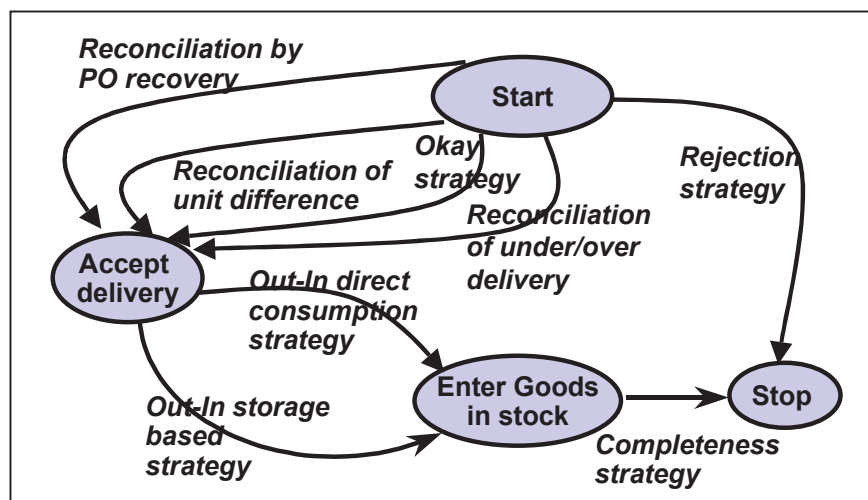 Reconciliation by
PO recovery
Start
Okay
strategy
Rejection
strategy
Reconciliation of
unit difference
Reconciliation
of under/over
delivery
Accept
delivery
Out-In direct
consumption
strategy
Enter Goods
in stock
Stop
Out-In storage
based
strategy
Completeness
strategy